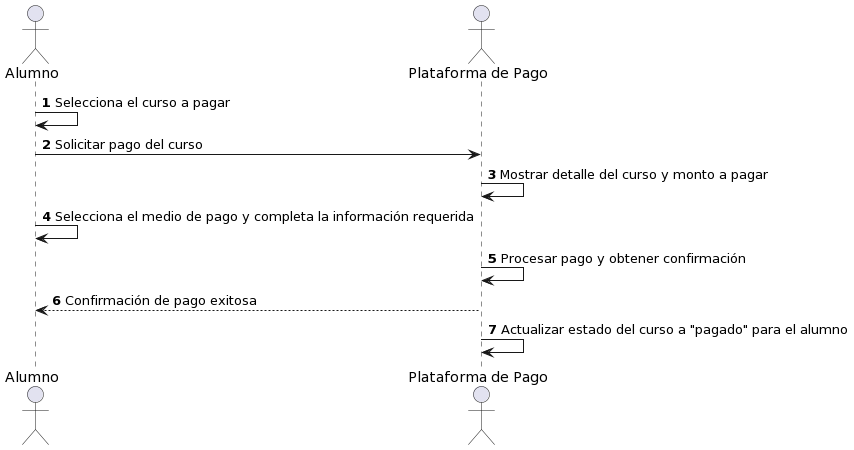 Alumno
Plataforma de Pago
1 Selecciona el curso a pagar
2 Solicitar pago del curso
3 Mostrar detalle del curso y monto a pagar
4 Selecciona el medio de pago y completa la información requerida
5 Procesar pago y obtener confirmación
6 Confirmación de pago exitosa
7 Actualizar estado del curso a "pagado" para el alumno
Alumno
Plataforma de Pago